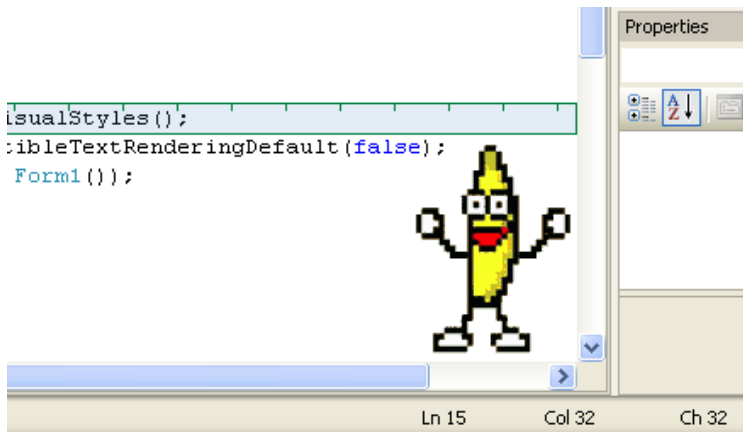 Properties
isualStyles();
tibleTextRenderingDefault(false);
Form1());
A
Z
Ln 15 Col 32 Ch 32